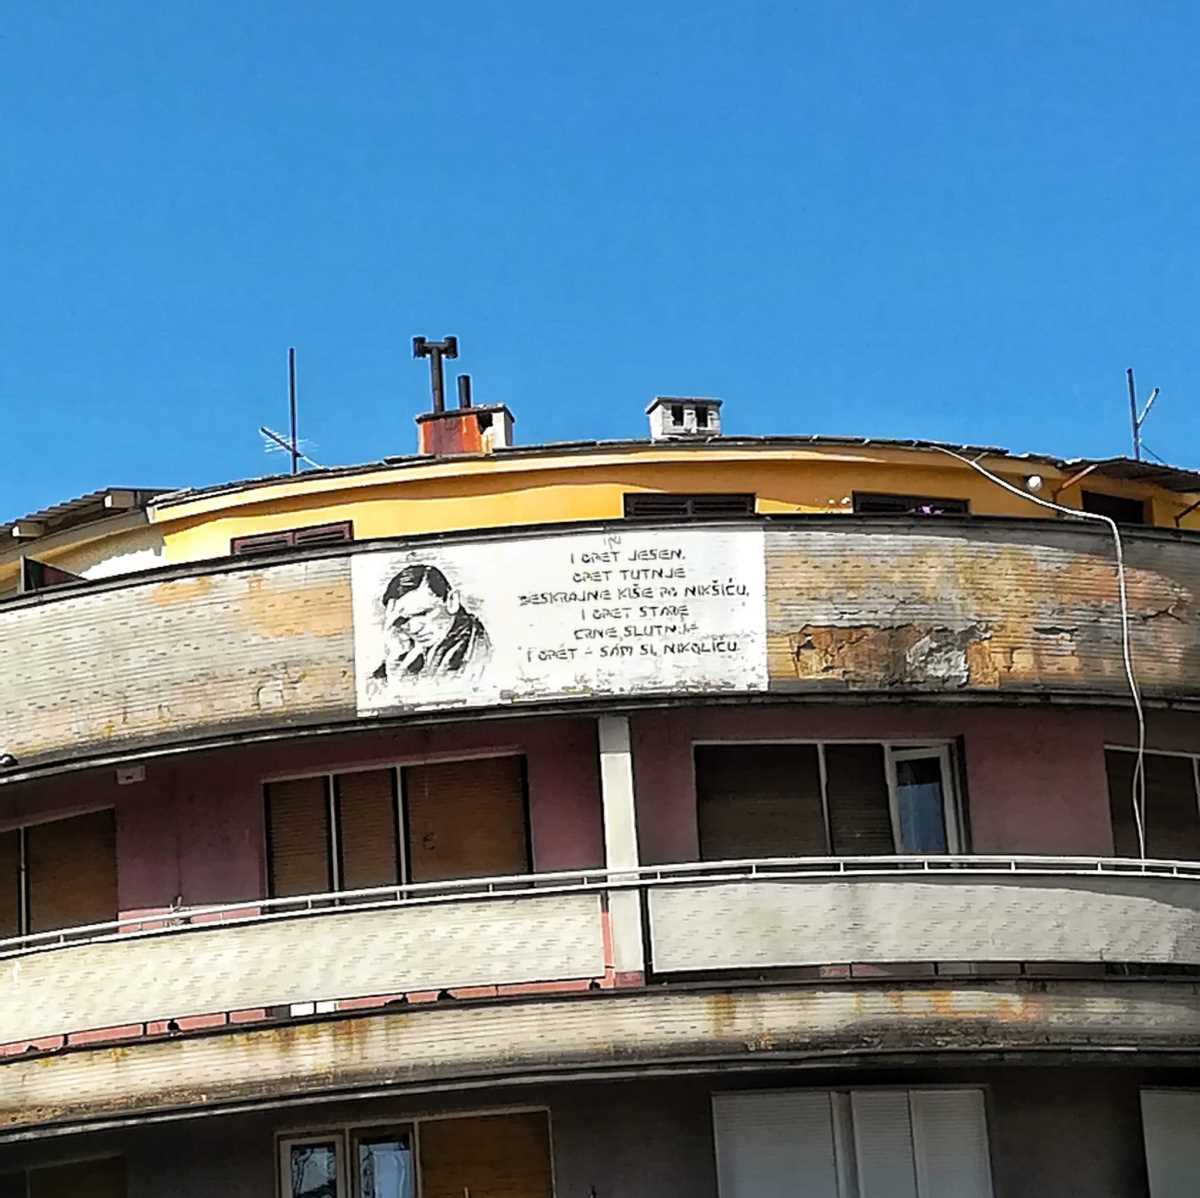 I OPET JESEN.
OPET TUTNJE
BESKRAJNE KIŠE PO NIKŠIĆU.
I OPET STARE
CRNE SLUTNJE
I OPET - SAM SI, NIKOLIĆU.